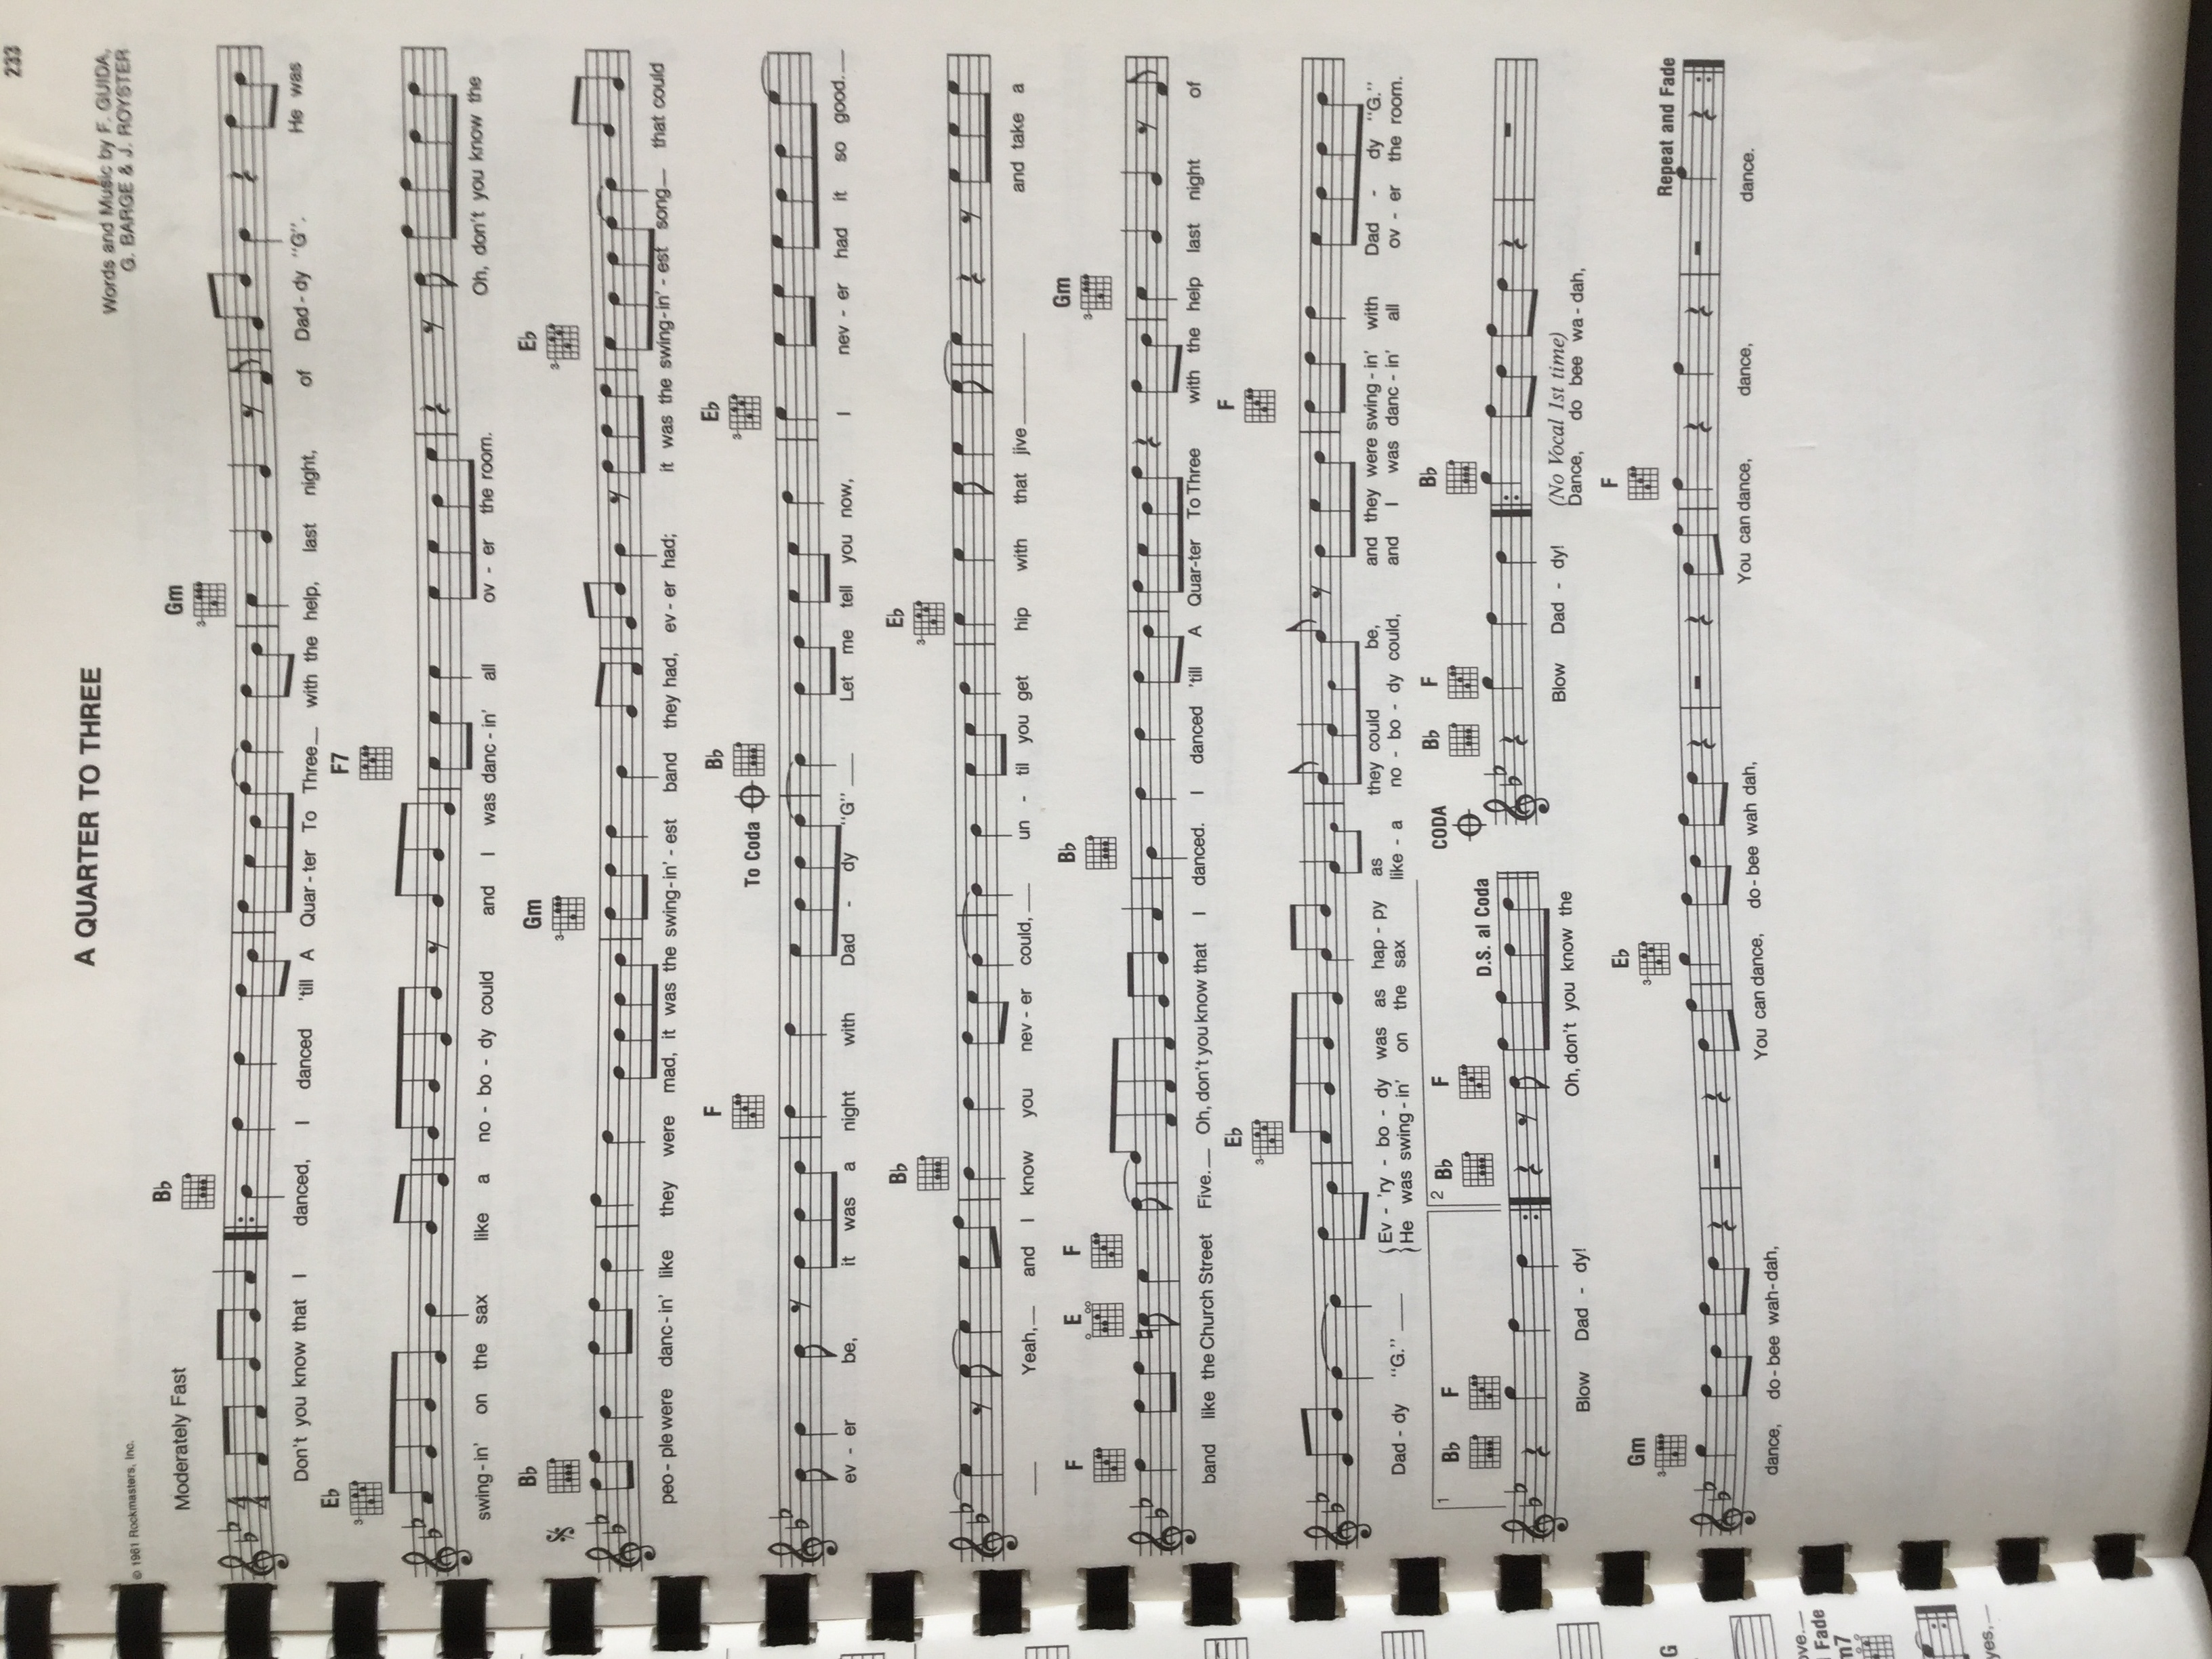 233
A QUARTER TO THREE
© 1961 Rockmasters, Inc.
Words and Music by F. GUIDA,
G. BARGE & J. ROYSTER
Moderately Fast
B♭ Gm
Don't you know that I danced, I danced 'till A Quar - ter To Three with the help, last night, of Dad - dy "G". He was
E♭ F7
swing - in' on the sax like a no - bo - dy could and I was danc - in' all ov - er the room. Oh, don't you know the
B♭ Gm E♭
peo - ple were danc - in' like they were mad, it was the swing - in' - est band they had, ev - er had; it was the swing - in' - est song that could
F To Coda B♭ E♭
ev - er be, it was a night with Dad - dy "G" Let me tell you now, I nev - er had it so good.
B♭ E♭
Yeah, and I know you nev - er could, un - til you get hip with that jive and take a
F E F B♭ Gm
band like the Church Street Five. Oh, don't you know that I danced. I danced 'till A Quar - ter To Three with the help last night of
E♭ F
Dad - dy "G."
Ev - 'ry - bo - dy was as hap - py as they could be, and they were swing - in' with Dad - dy "G."
He was swing - in' on the sax like - a no - bo - dy could, and I was danc - in' all ov - er the room.
1 B♭ F 2 B♭ F D.S. al Coda CODA B♭ F B♭
Blow Dad - dy! Oh, don't you know the Blow Dad - dy! (No Vocal 1st time)
Dance, do bee wa - dah,
Gm E♭ F Repeat and Fade
dance, do - bee wah - dah, You can dance, do - bee wah dah, You can dance, dance, dance.
G
ove.
Fade
m7
yes,